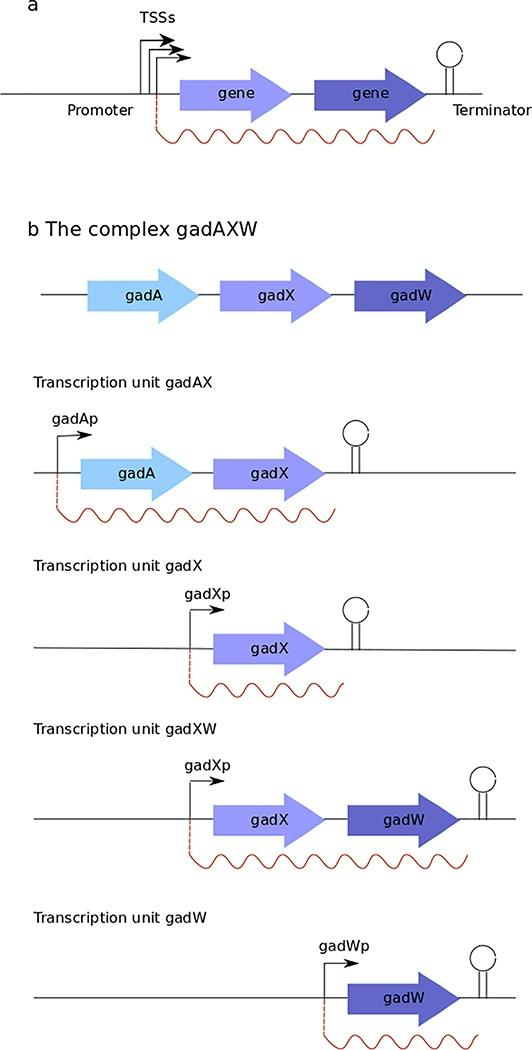 a
TSSs
gene
gene
Promoter
Terminator
b The complex gadAXW
gadA
gadX
gadW
Transcription unit gadAX
gadAp
gadA
gadX
Transcription unit gadX
gadXp
gadX
Transcription unit gadXW
gadXp
gadX
gadW
Transcription unit gadW
gadWp
gadW